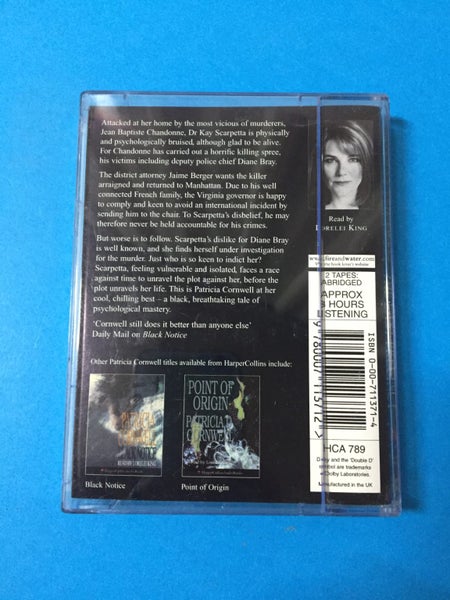 Attacked at her home by the most vicious of murderers,
Jean Baptiste Chandonne, Dr Kay Scarpetta is physically
and psychologically bruised, although glad to be alive.
For Chandonne has carried out a horrific killing spree,
his victims including deputy police chief Diane Bray.
The district attorney Jaime Berger wants the killer
arraigned and returned to Manhattan. Due to his well
connected French family, the Virginia governor is happy
to comply and keen to avoid an international incident by
sending him to the chair. To Scarpetta's disbelief, he may
therefore never be held accountable for his crimes.
But worse is to follow. Scarpetta's dislike for Diane Bray
is well known, and she finds herself under investigation
for the murder. Just who is so keen to indict her?
Scarpetta, feeling vulnerable and isolated, faces a race
against time to unravel the plot against her, before the
plot unravels her life. This is Patricia Cornwell at her
cool, chilling best – a black, breathtaking tale of
psychological mastery.
'Cornwell still does it better than anyone else'
Daily Mail on Black Notice
Other Patricia Cornwell titles available from HarperCollins include:
BLACK NOTICE
READ BY LORELEI KING
Black Notice
POINT OF
ORIGIN
PATRICIA
CORNWELL
Point of Origin
Read by
LORELEI KING
www.fireandwater.com
2 TAPES:
ABRIDGED
APPROX
3 HOURS
LISTENING
ISBN 0-00-711371-4
9 780007 113712 >
HCA 789
Dolby and the 'Double D'
symbol are trademarks
of Dolby Laboratories.
Manufactured in the UK